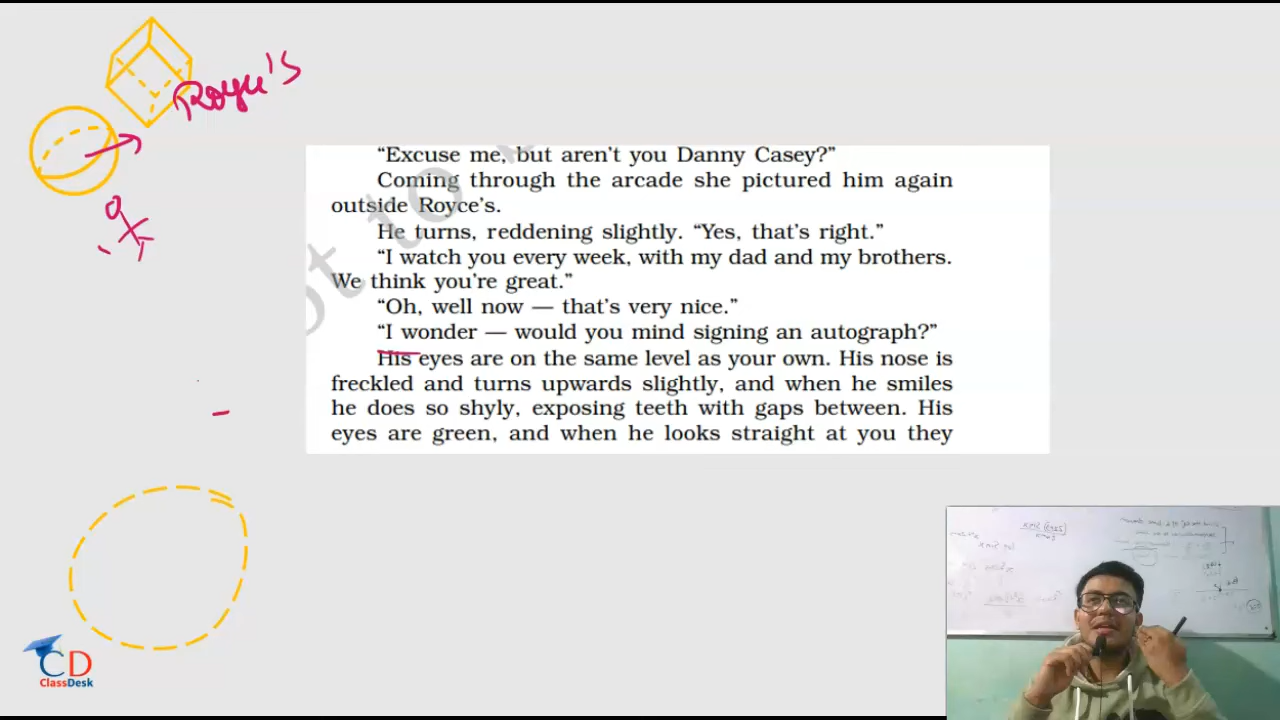 Royce's
"Excuse me, but aren't you Danny Casey?"
Coming through the arcade she pictured him again
outside Royce's.
He turns, reddening slightly. "Yes, that's right."
"I watch you every week, with my dad and my brothers.
We think you're great."
"Oh, well now — that's very nice."
"I wonder — would you mind signing an autograph?"
His eyes are on the same level as your own. His nose is
freckled and turns upwards slightly, and when he smiles
he does so shyly, exposing teeth with gaps between. His
eyes are green, and when he looks straight at you they
CD
ClassDesk